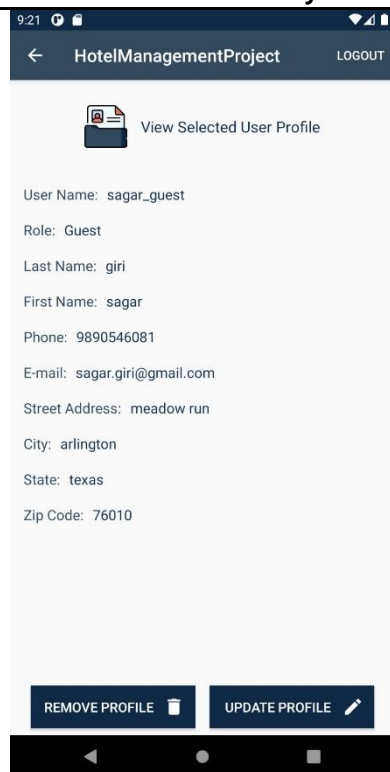 9:21
← HotelManagementProject LOGOUT
View Selected User Profile
User Name: sagar_guest
Role: Guest
Last Name: giri
First Name: sagar
Phone: 9890546081
E-mail: sagar.giri@gmail.com
Street Address: meadow run
City: arlington
State: texas
Zip Code: 76010
REMOVE PROFILE UPDATE PROFILE